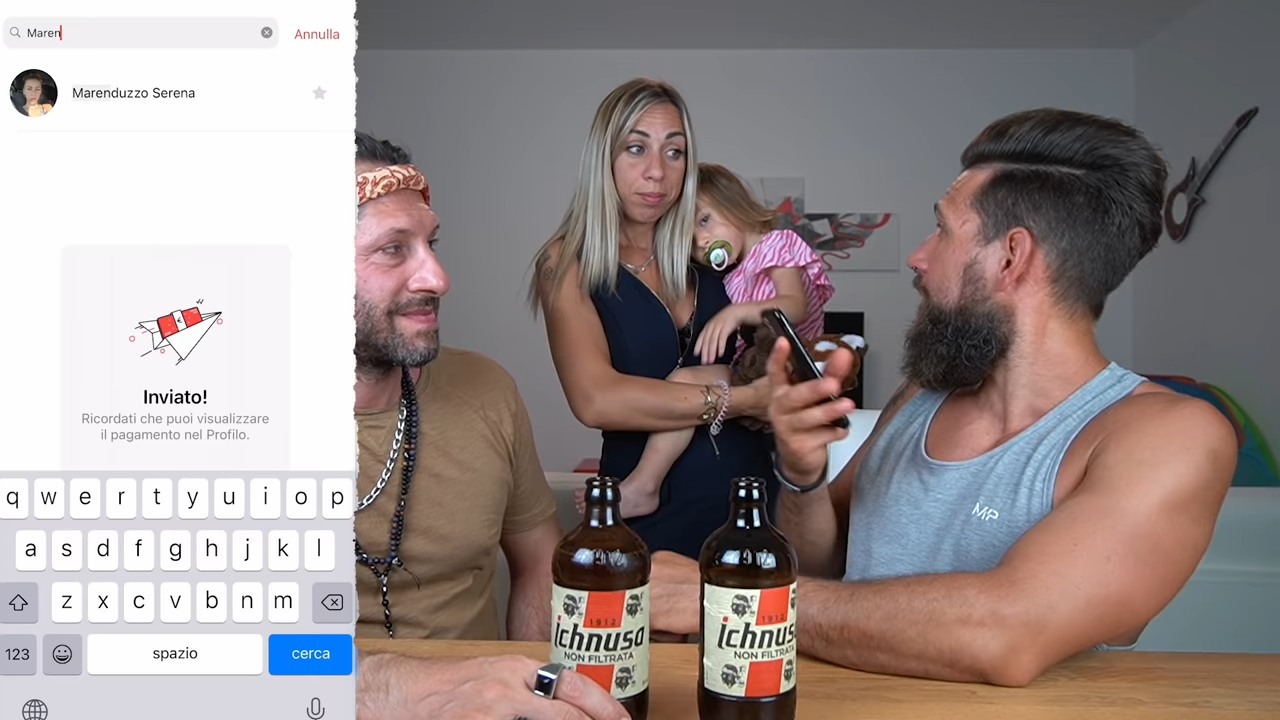 Maren
Annulla
Marenduzzo Serena
Inviato!
Ricordati che puoi visualizzare
il pagamento nel Profilo.
q w e r t y u i o p
a s d f g h j k l
z x c v b n m
123 spazio cerca
1912
ichnusa
NON FILTRATA
1912
ichnusa
NON FILTRATA
MP